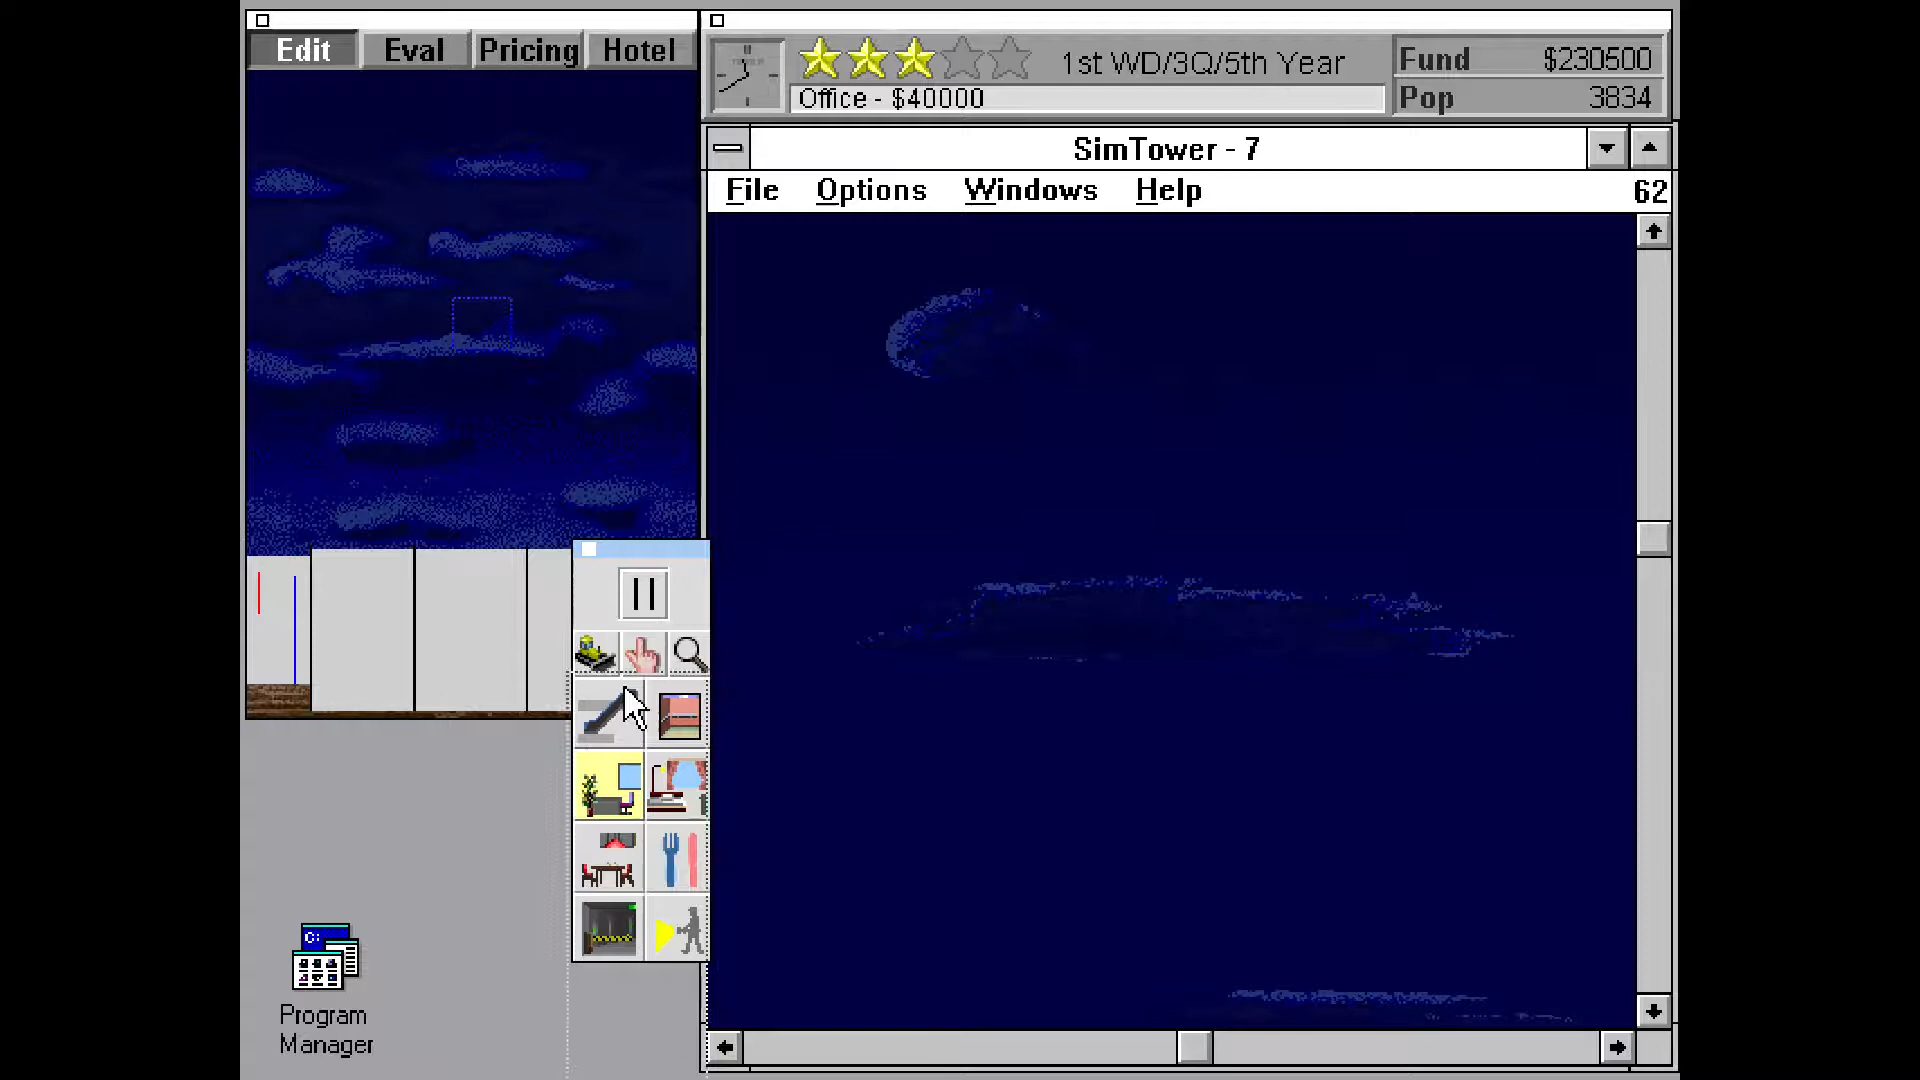 Edit Eval Pricing Hotel
1st WD/3Q/5th Year
Office - $40000
Fund $230500
Pop 3834
SimTower - 7
File Options Windows Help 62
C:
Program
Manager